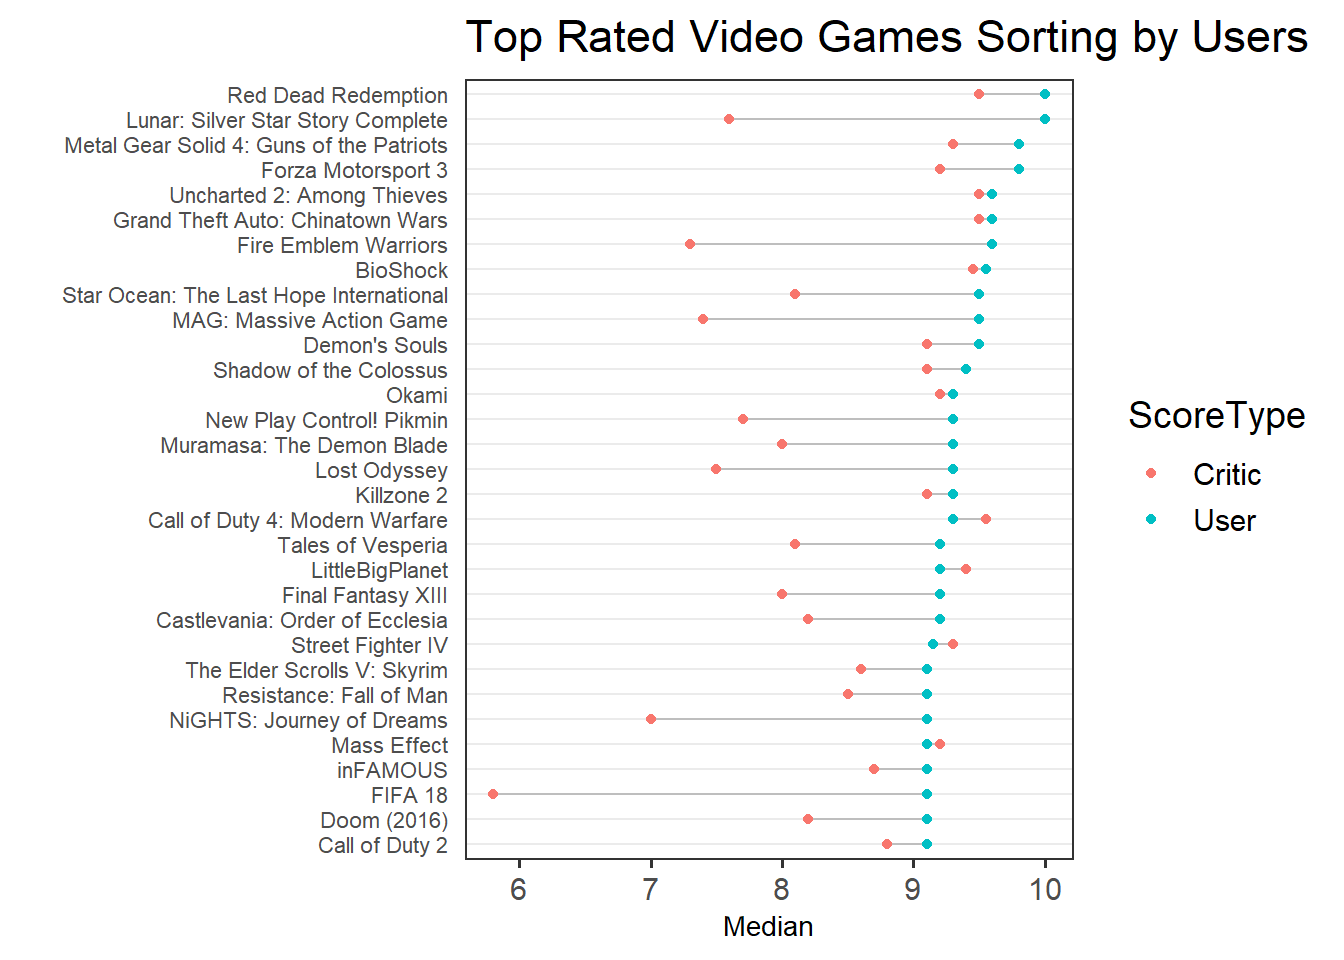 Top Rated Video Games Sorting by Users
Red Dead Redemption
Lunar: Silver Star Story Complete
Metal Gear Solid 4: Guns of the Patriots
Forza Motorsport 3
Uncharted 2: Among Thieves
Grand Theft Auto: Chinatown Wars
Fire Emblem Warriors
BioShock
Star Ocean: The Last Hope International
MAG: Massive Action Game
Demon's Souls
Shadow of the Colossus
Okami
New Play Control! Pikmin
Muramasa: The Demon Blade
Lost Odyssey
Killzone 2
Call of Duty 4: Modern Warfare
Tales of Vesperia
LittleBigPlanet
Final Fantasy XIII
Castlevania: Order of Ecclesia
Street Fighter IV
The Elder Scrolls V: Skyrim
Resistance: Fall of Man
NiGHTS: Journey of Dreams
Mass Effect
inFAMOUS
FIFA 18
Doom (2016)
Call of Duty 2
6 7 8 9 10
Median
ScoreType
Critic
User